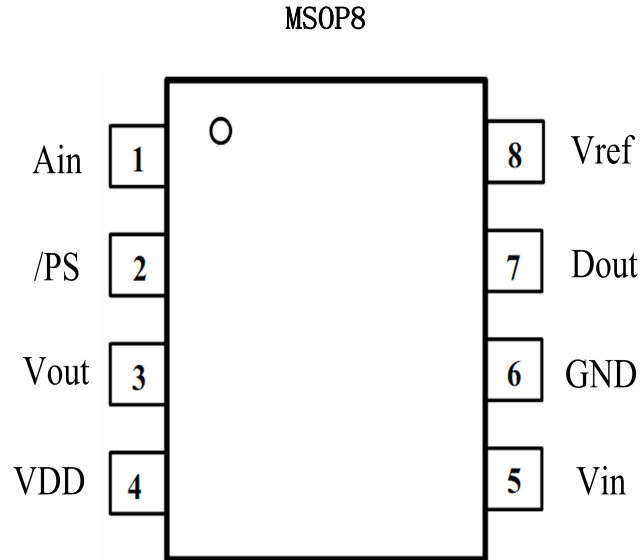 MSOP8
Ain 1 8 Vref
/PS 2 7 Dout
Vout 3 6 GND
VDD 4 5 Vin